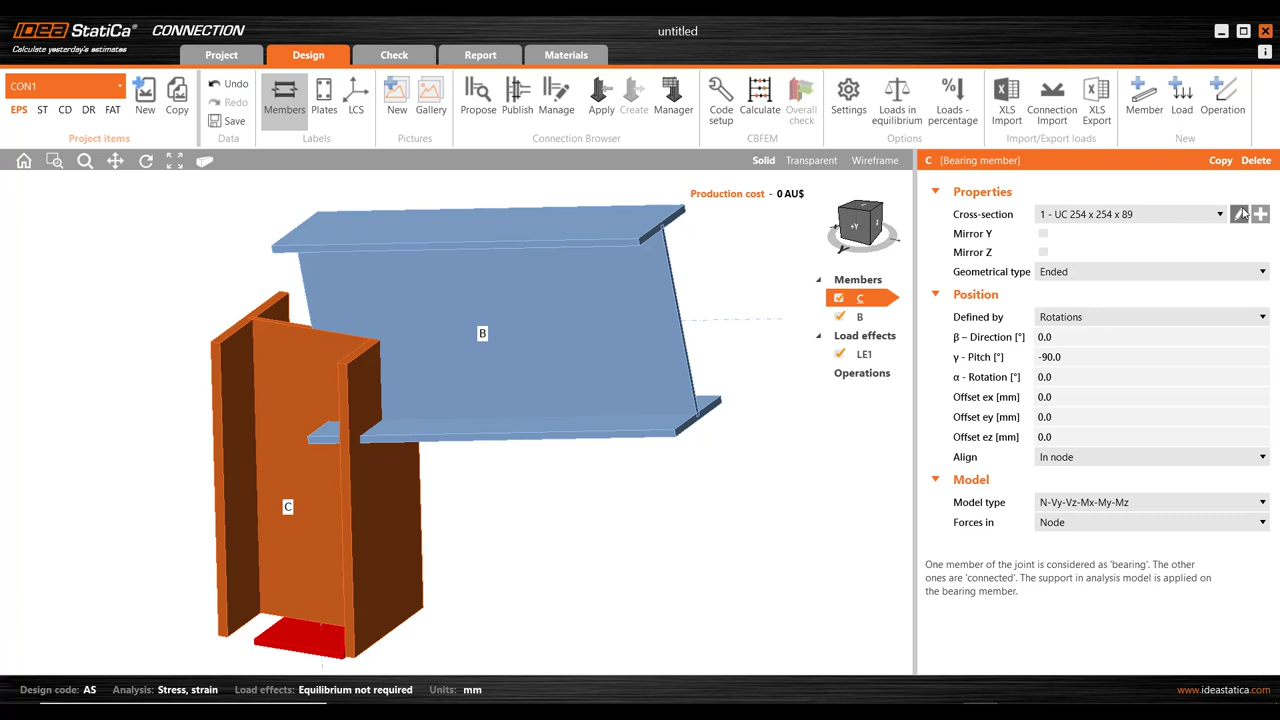 IDEA StatiCa® CONNECTION
Calculate yesterday's estimates
untitled
Project
Design
Check
Report
Materials
CON1
EPS ST CD DR FAT
New
Copy
Project items
Undo
Redo
Save
Data
Members
Plates
LCS
Labels
New
Gallery
Pictures
Propose
Publish
Manage
Apply
Create
Manager
Connection Browser
Code setup
Calculate
Overall check
CBFEM
Settings
Loads in equilibrium
Loads - percentage
Options
XLS Import
Connection Import
XLS Export
Import/Export loads
Member
Load
Operation
New
Solid Transparent Wireframe
Production cost - 0 AU$
B
C
Members
C
B
Load effects
LE1
Operations
C [Bearing member] Copy Delete
Properties
Cross-section 1 - UC 254 x 254 x 89
Mirror Y
Mirror Z
Geometrical type Ended
Position
Defined by Rotations
β – Direction [°] 0.0
γ - Pitch [°] -90.0
α - Rotation [°] 0.0
Offset ex [mm] 0.0
Offset ey [mm] 0.0
Offset ez [mm] 0.0
Align In node
Model
Model type N-Vy-Vz-Mx-My-Mz
Forces in Node
One member of the joint is considered as 'bearing'. The other
ones are 'connected'. The support in analysis model is applied on
the bearing member.
Design code: AS Analysis: Stress, strain Load effects: Equilibrium not required Units: mm
www.ideastatica.com